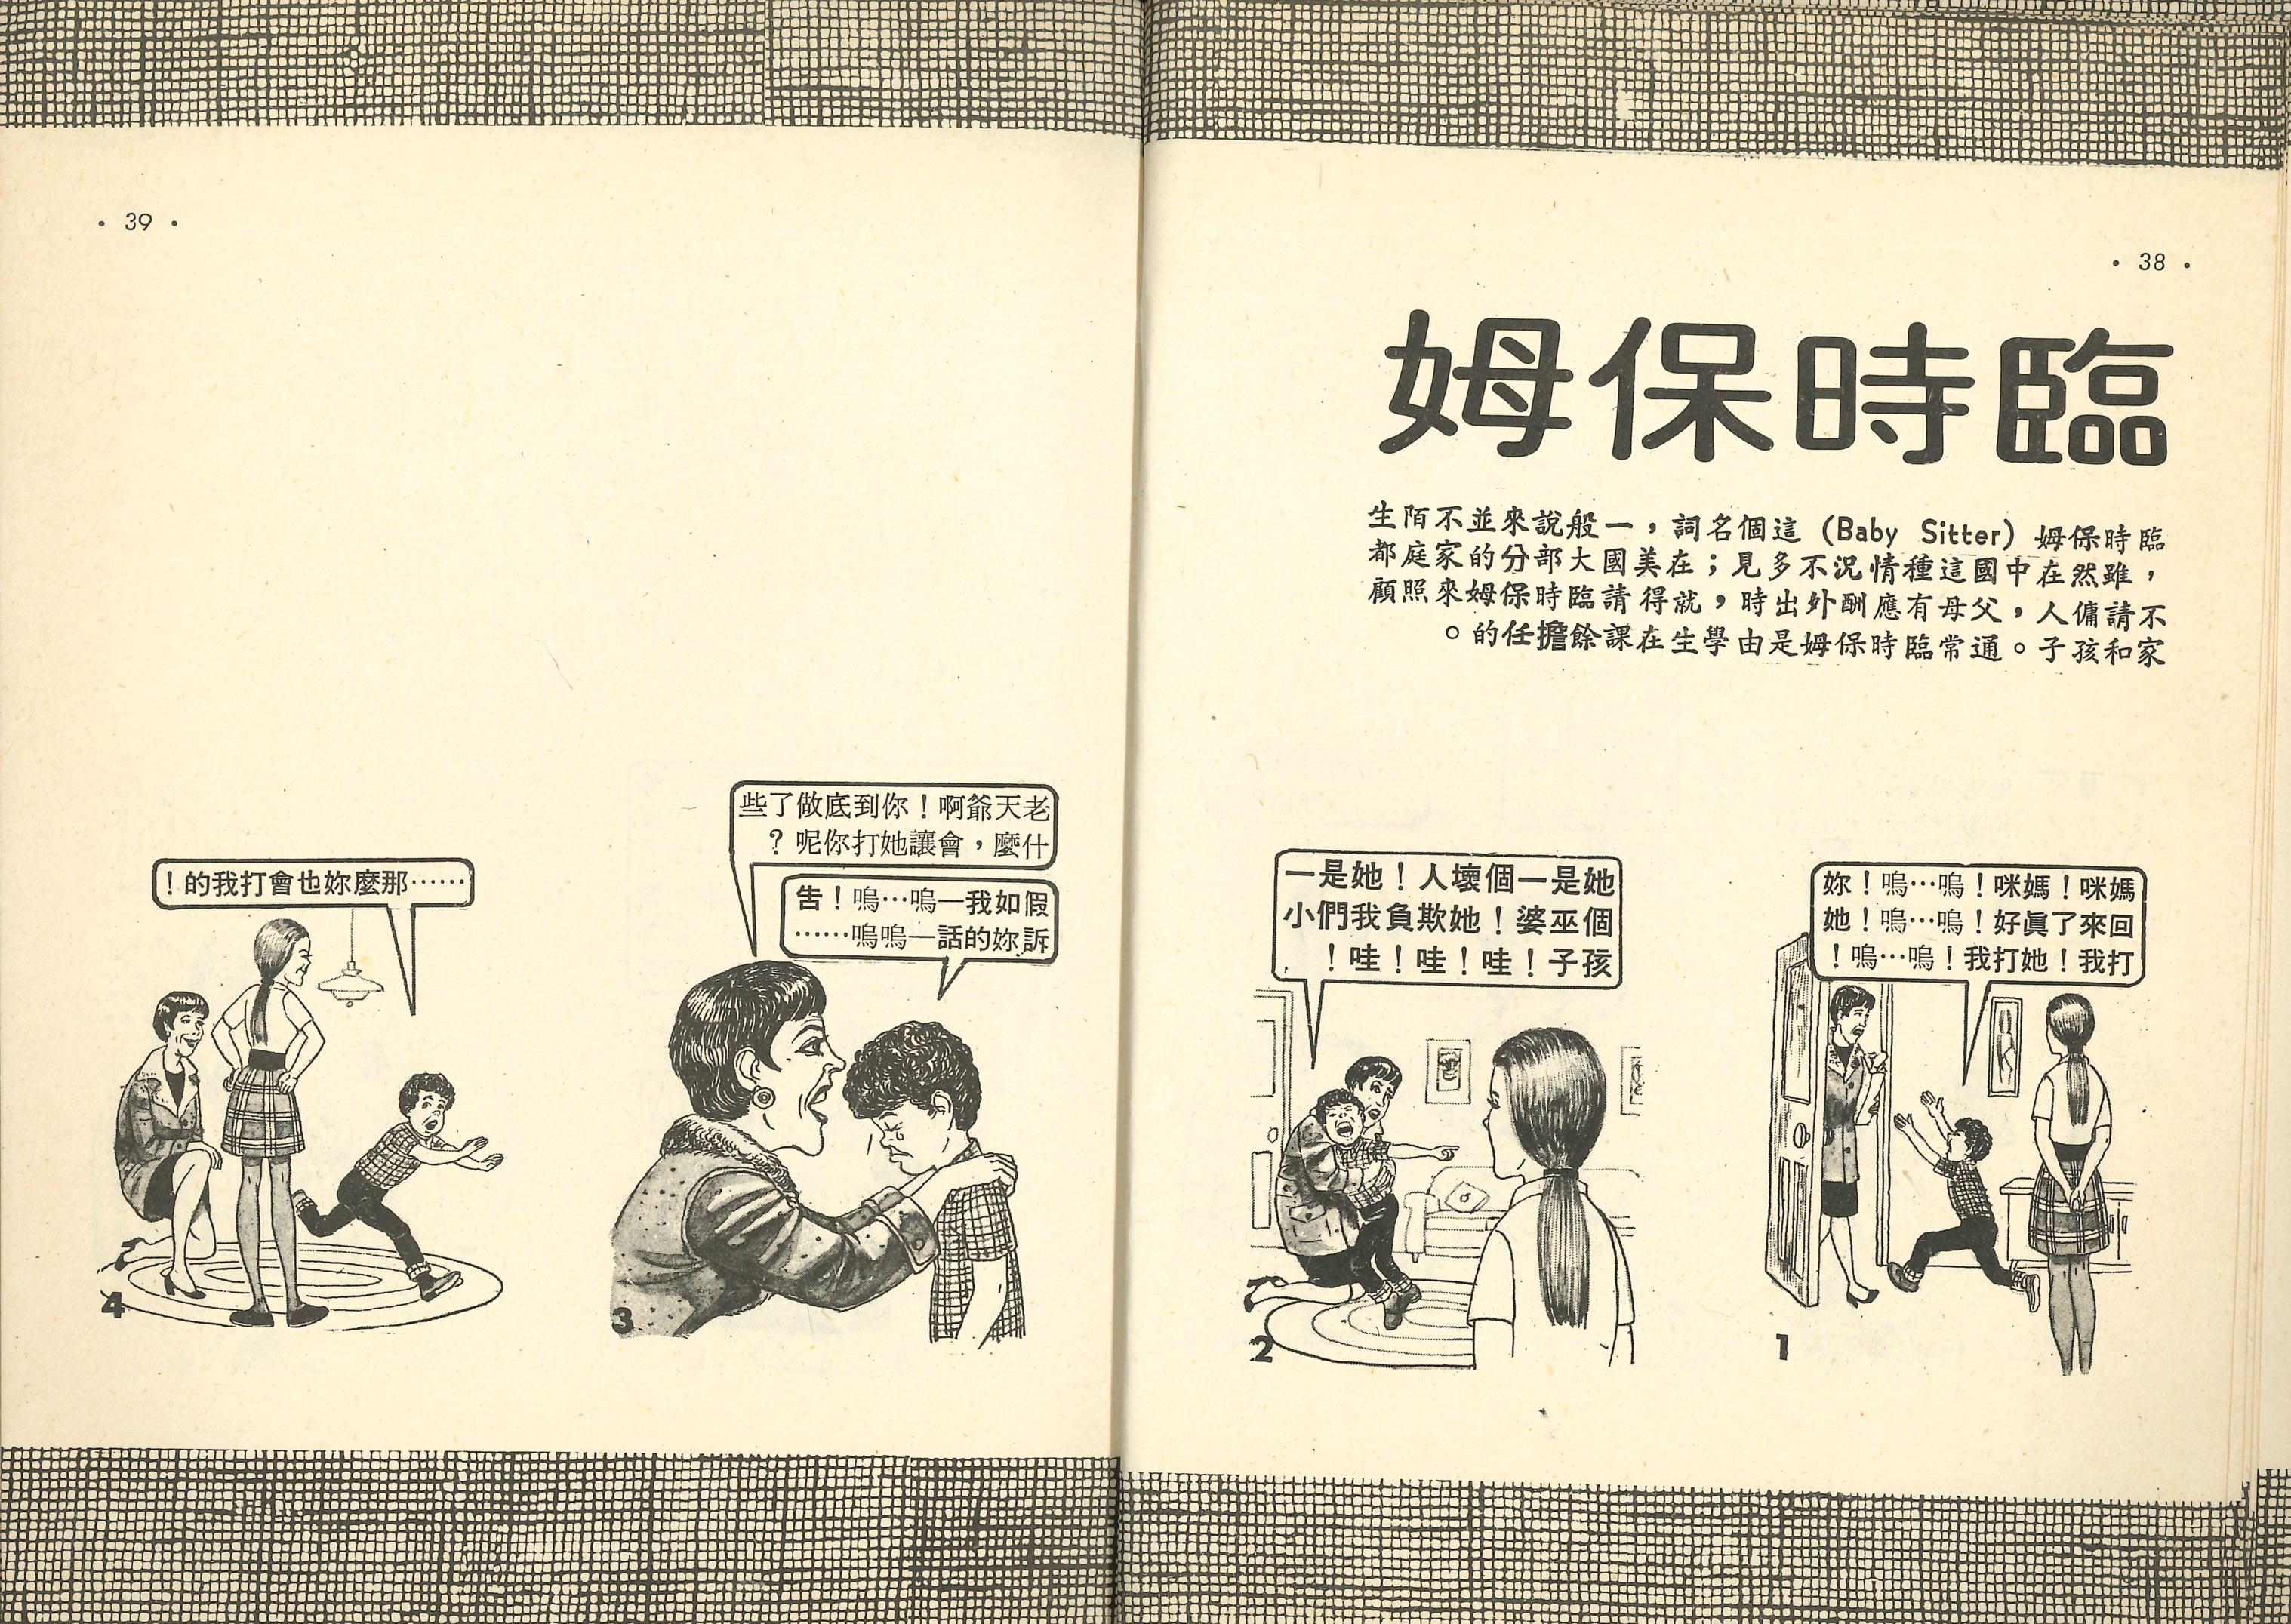 • 38 •
臨時保姆
臨時保姆 (Baby Sitter) 這個名詞，一般說來並不陌生
，雖然在中國這種情況不多見；在美國大部分的家庭都
不請傭人，父母有應酬外出時，就得請臨時保姆來照顧
家和孩子。通常臨時保姆是由學生在課餘擔任的。
媽咪！媽咪！嗚…嗚！妳
回來了眞好！嗚…嗚！她
打我！她打我！嗚…嗚！
1
她是一個壞人！她是一
個巫婆！她欺負我們小
孩子！哇！哇！哇！
2
• 39 •
老天爺啊！你到底做了些
什麼，會讓她打你呢？
假如我—嗚…嗚！告
訴妳的話—嗚嗚……
3
……那麼妳也會打我的！
4